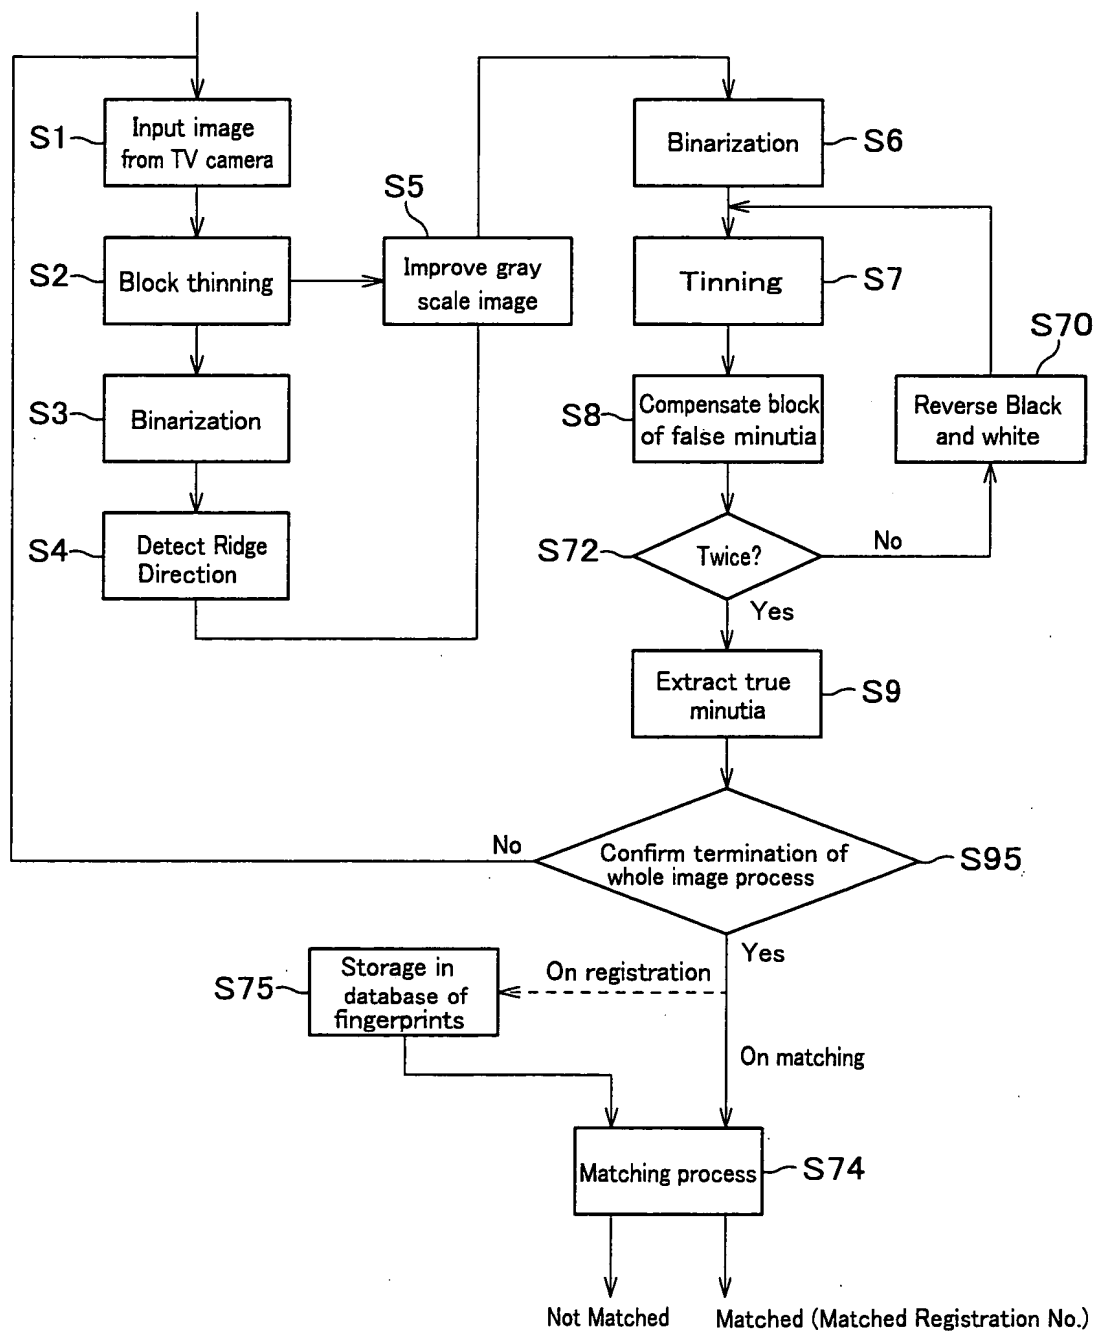 S1
Input image
from TV camera
S2
Block thinning
S3
Binarization
S4
Detect Ridge
Direction
S5
Improve gray
scale image
Binarization
S6
Tinning
S7
S8
Compensate block
of false minutia
S70
Reverse Black
and white
S72
Twice?
No
Yes
Extract true
minutia
S9
No
Confirm termination of
whole image process
S95
Yes
S75
Storage in
database of
fingerprints
On registration
On matching
Matching process
S74
Not Matched
Matched (Matched Registration No.)